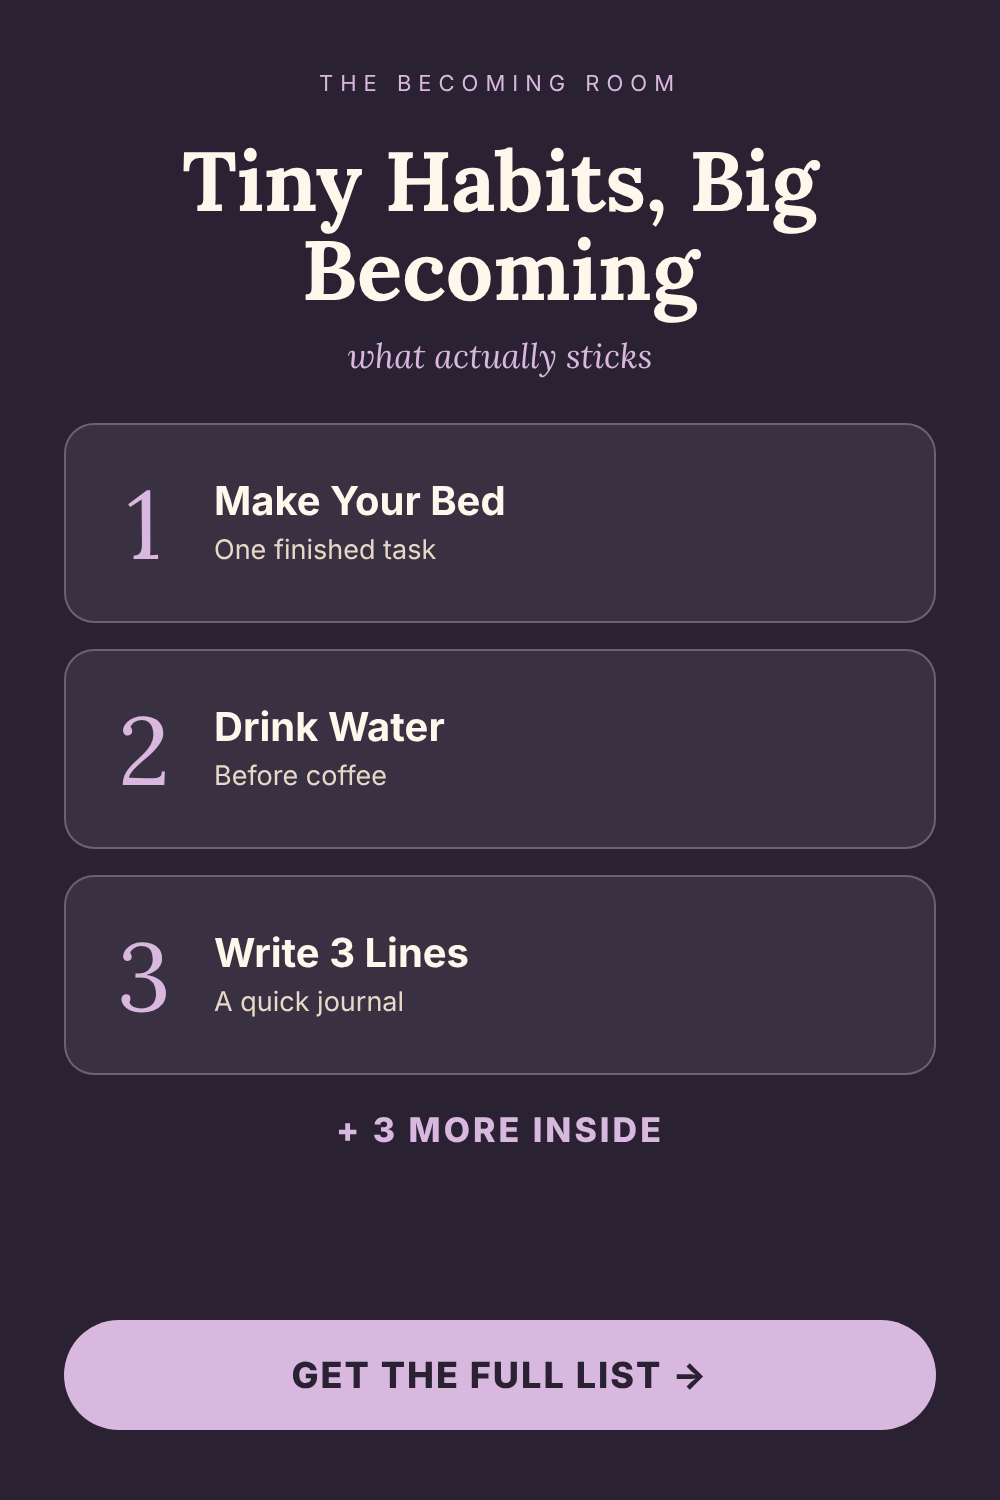 THE BECOMING ROOM
Tiny Habits, Big
Becoming
what actually sticks
1
Make Your Bed
One finished task
2
Drink Water
Before coffee
3
Write 3 Lines
A quick journal
+ 3 MORE INSIDE
GET THE FULL LIST →